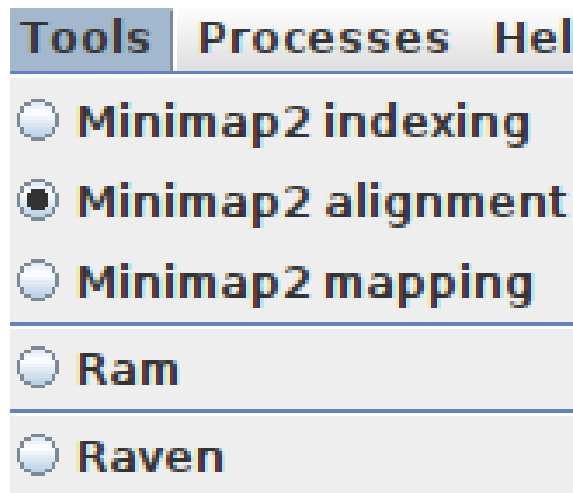 Tools Processes Hel
Minimap2 indexing
Minimap2 alignment
Minimap2 mapping
Ram
Raven